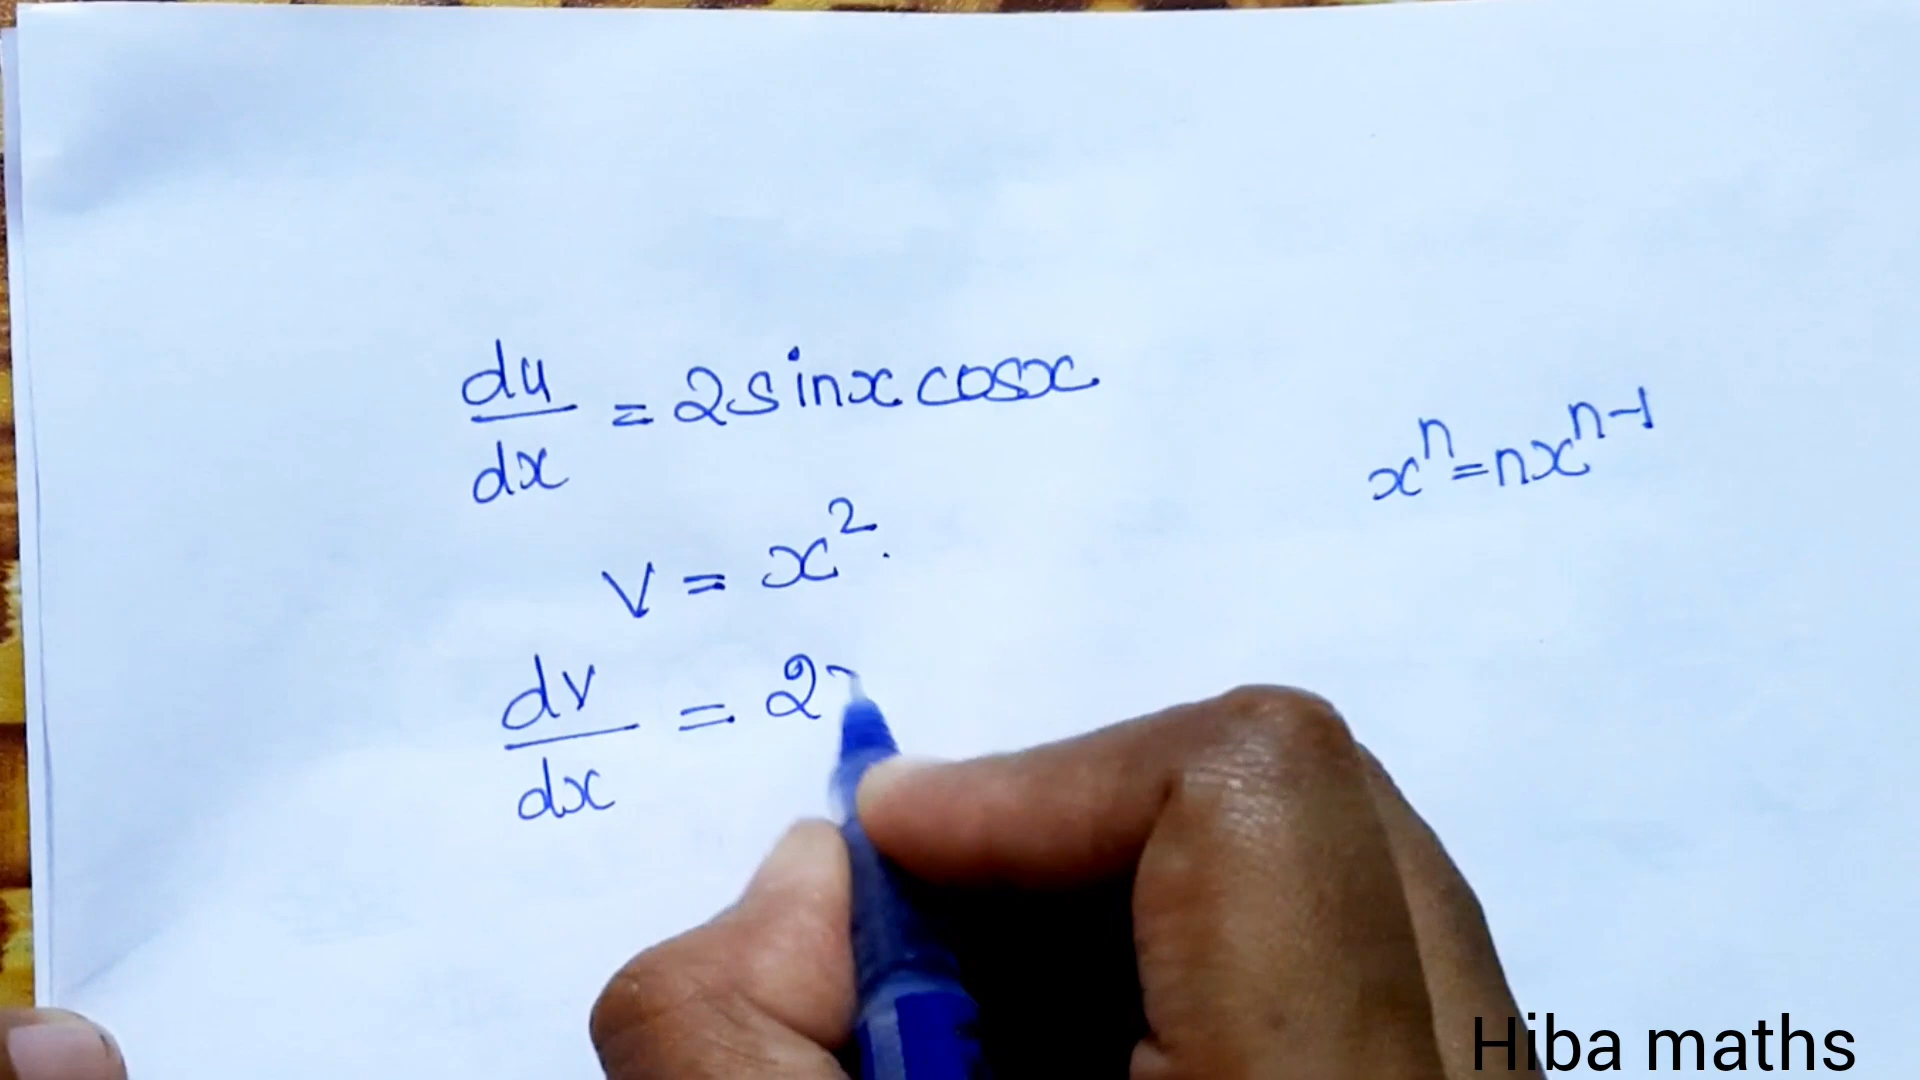 du/dx = 2sinx cosx
xⁿ = nxⁿ⁻¹
v = x².
dv/dx = 2
Hiba maths